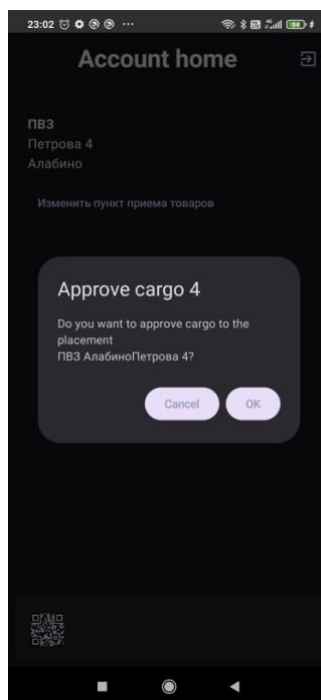 23:02
Account home
ПВЗ
Петрова 4
Алабино
Изменить пункт приема товаров
Approve cargo 4
Do you want to approve cargo to the
placement
ПВЗ АлабиноПетрова 4?
Cancel OK